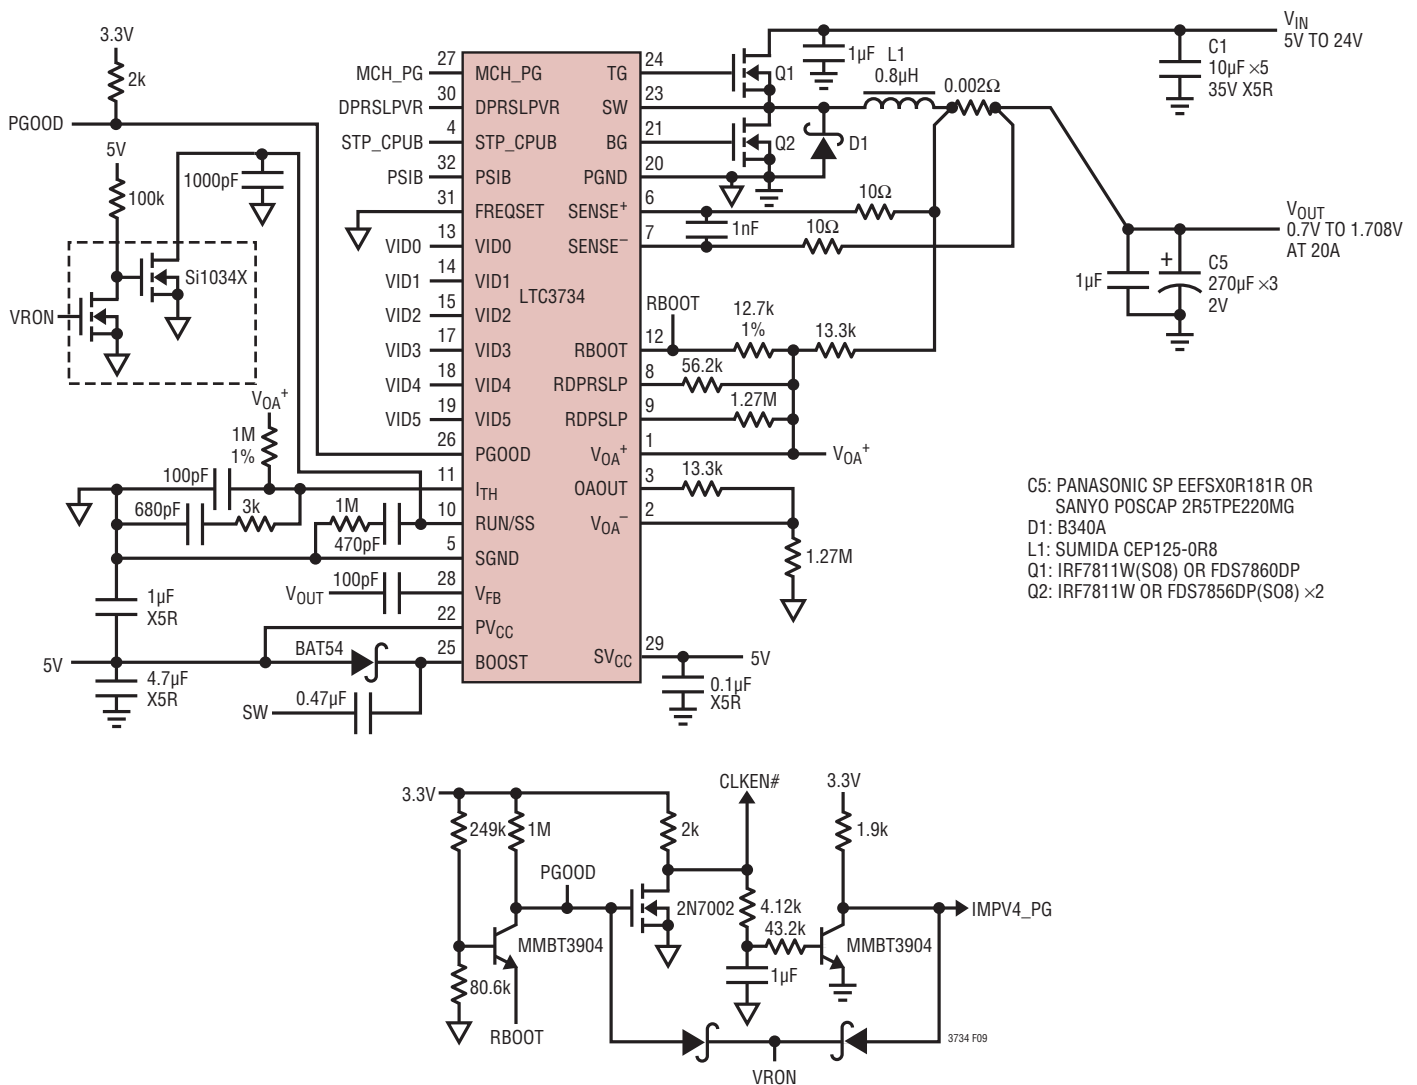 3.3V
2k
PGOOD
5V
100k
1000pF
Si1034X
VRON
MCH_PG
DPRSLPVR
STP_CPUB
PSIB
VID0
VID1
VID2
VID3
VID4
VID5
27
30
4
32
31
13
14
15
17
18
19
26
11
10
5
28
22
25
MCH_PG
DPRSLPVR
STP_CPUB
PSIB
FREQSET
VID0
VID1
VID2
VID3
VID4
VID5
PGOOD
ITH
RUN/SS
SGND
VFB
PVCC
BOOST
LTC3734
TG
SW
BG
PGND
SENSE+
SENSE–
RBOOT
RDPRSLP
RDPSLP
VOA+
OAOUT
VOA–
SVCC
24
23
21
20
6
7
12
8
9
1
3
2
29
VOA+
1M
1%
100pF
680pF
3k
1M
470pF
100pF
VOUT
1µF
X5R
5V
BAT54
4.7µF
X5R
0.47µF
SW
Q1
1µF
L1
0.8µH
0.002Ω
Q2
D1
10Ω
1nF
10Ω
VIN
5V TO 24V
C1
10µF ×5
35V X5R
VOUT
0.7V TO 1.708V
AT 20A
1µF
+
C5
270µF ×3
2V
RBOOT
12.7k
1%
13.3k
56.2k
1.27M
VOA+
13.3k
1.27M
5V
0.1µF
X5R
C5: PANASONIC SP EEFSX0R181R OR
SANYO POSCAP 2R5TPE220MG
D1: B340A
L1: SUMIDA CEP125-0R8
Q1: IRF7811W(SO8) OR FDS7860DP
Q2: IRF7811W OR FDS7856DP(SO8) ×2
3.3V
249k
1M
2k
CLKEN#
3.3V
1.9k
PGOOD
2N7002
4.12k
43.2k
IMPV4_PG
MMBT3904
MMBT3904
80.6k
1µF
RBOOT
VRON
3734 F09